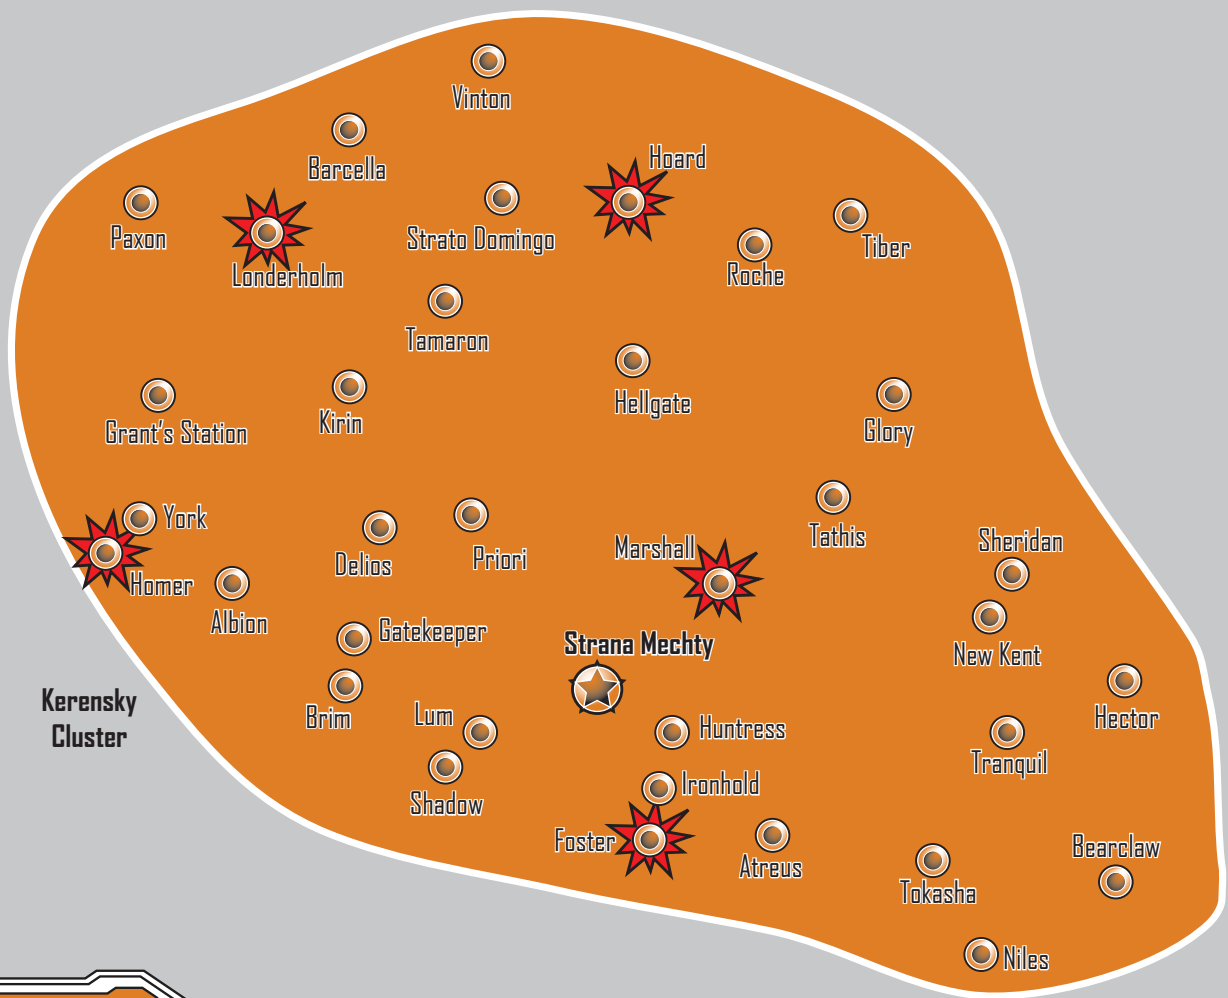 Vinton
Barcella
Hoard
Paxon
Londerholm
Strato Domingo
Roche
Tiber
Tamaron
Hellgate
Grant's Station
Kirin
Glory
York
Homer
Albion
Delios
Priori
Tathis
Marshall
Sheridan
New Kent
Gatekeeper
Strana Mechty
Brim
Kerensky
Cluster
Lum
Shadow
Huntress
Hector
Tranquil
Ironhold
Foster
Atreus
Bearclaw
Tokasha
Niles